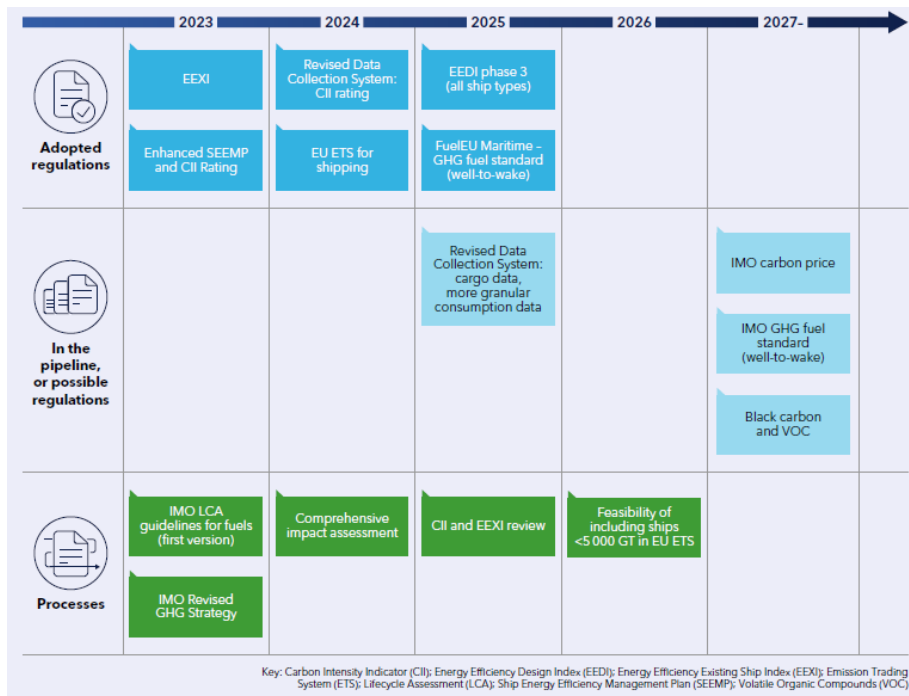 2023
2024
2025
2026
2027-
Adopted
regulations
EEXI
Enhanced SEEMP
and CII Rating
Revised Data
Collection System:
CII rating
EU ETS for
shipping
EEDI phase 3
(all ship types)
FuelEU Maritime –
GHG fuel standard
(well-to-wake)
In the
pipeline,
or possible
regulations
Revised Data
Collection System:
cargo data,
more granular
consumption data
IMO carbon price
IMO GHG fuel
standard
(well-to-wake)
Black carbon
and VOC
Processes
IMO LCA
guidelines for fuels
(first version)
IMO Revised
GHG Strategy
Comprehensive
impact assessment
CII and EEXI review
Feasibility of
including ships
<5 000 GT in EU ETS
Key: Carbon Intensity Indicator (CII); Energy Efficiency Design Index (EEDI); Energy Efficiency Existing Ship Index (EEXI); Emission Trading
System (ETS); Lifecycle Assessment (LCA); Ship Energy Efficiency Management Plan (SEEMP); Volatile Organic Compounds (VOC)